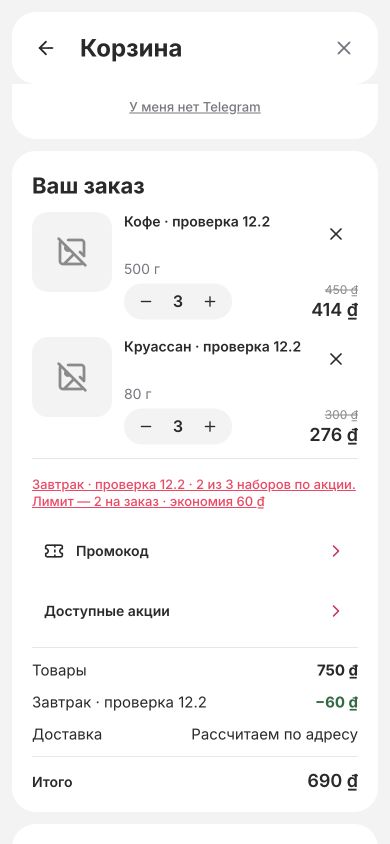 Корзина
У меня нет Telegram
Ваш заказ
Кофе · проверка 12.2
500 г
− 3 +
450 ₫
414 ₫
Круассан · проверка 12.2
80 г
− 3 +
300 ₫
276 ₫
Завтрак · проверка 12.2 · 2 из 3 наборов по акции.
Лимит — 2 на заказ · экономия 60 ₫
Промокод
Доступные акции
Товары 750 ₫
Завтрак · проверка 12.2 −60 ₫
Доставка Рассчитаем по адресу
Итого 690 ₫